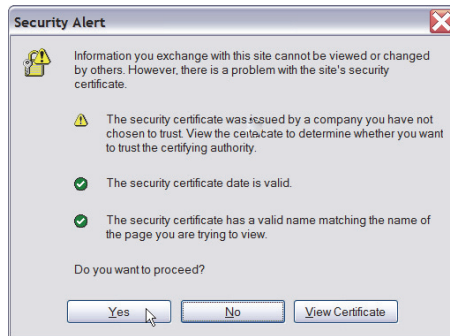 Security Alert
Information you exchange with this site cannot be viewed or changed
by others. However, there is a problem with the site's security
certificate.
The security certificate was issued by a company you have not
chosen to trust. View the certificate to determine whether you want
to trust the certifying authority.
The security certificate date is valid.
The security certificate has a valid name matching the name of
the page you are trying to view.
Do you want to proceed?
Yes No View Certificate